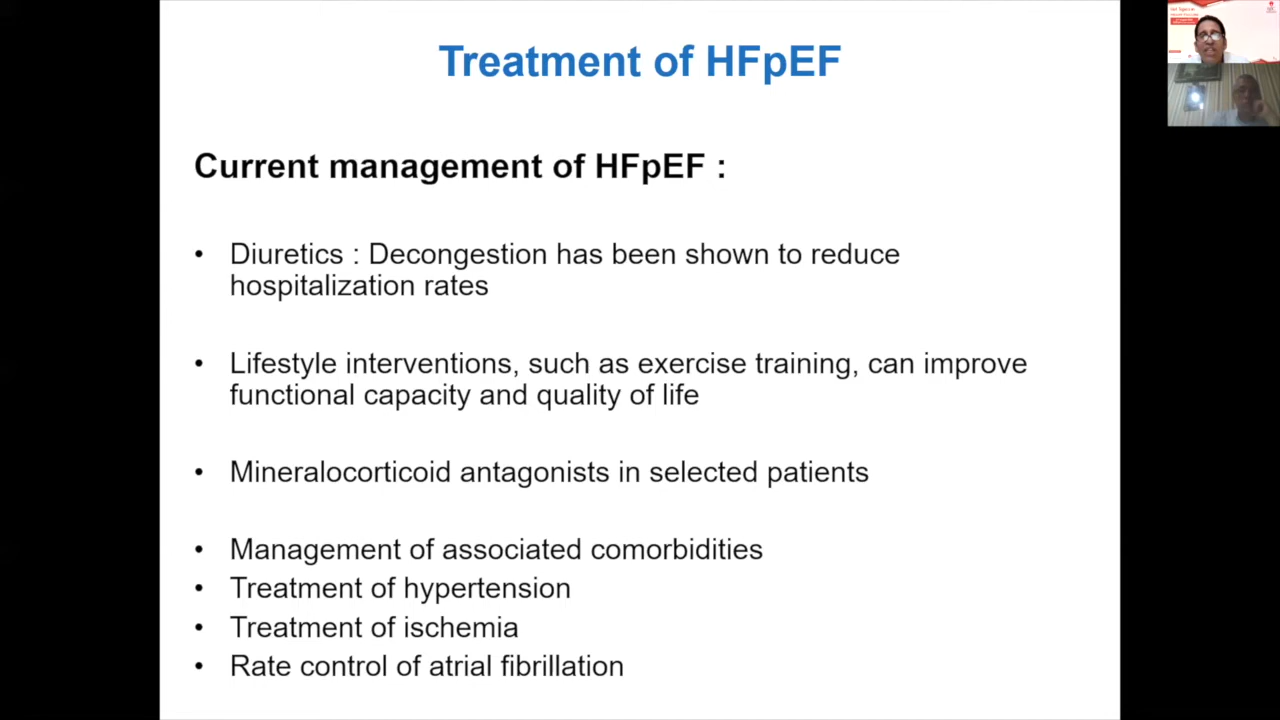 Treatment of HFpEF
Current management of HFpEF :
• Diuretics : Decongestion has been shown to reduce
hospitalization rates
• Lifestyle interventions, such as exercise training, can improve
functional capacity and quality of life
• Mineralocorticoid antagonists in selected patients
• Management of associated comorbidities
• Treatment of hypertension
• Treatment of ischemia
• Rate control of atrial fibrillation